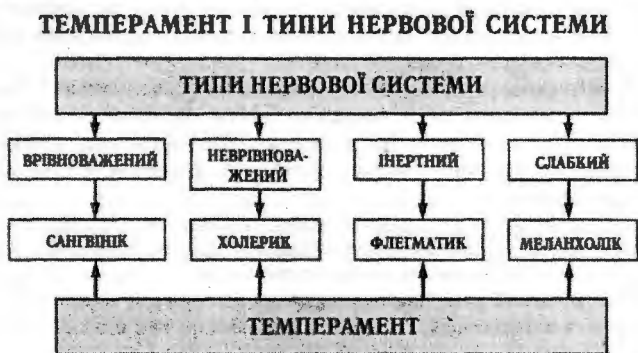 ТЕМПЕРАМЕНТ І ТИПИ НЕРВОВОЇ СИСТЕМИ
ТИПИ НЕРВОВОЇ СИСТЕМИ
ВРІВНОВАЖЕНИЙ
НЕВРІВНОВА-
ЖЕНИЙ
ІНЕРТНИЙ
СЛАБКИЙ
САНГВІНІК
ХОЛЕРИК
ФЛЕГМАТИК
МЕЛАНХОЛІК
ТЕМПЕРАМЕНТ